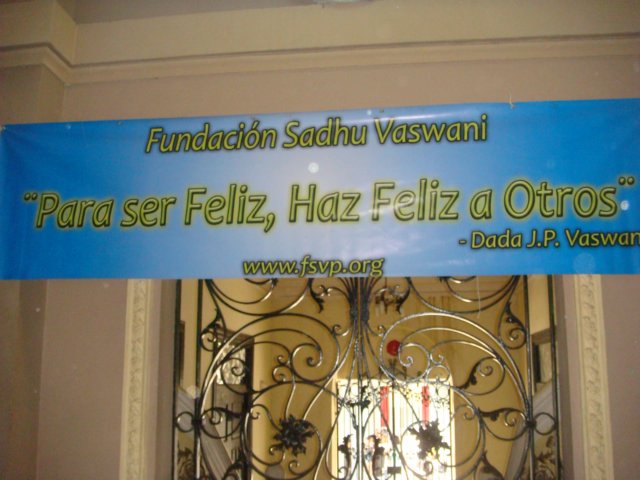 Fundación Sadhu Vaswani
"Para ser Feliz, Haz Feliz a Otros"
- Dada J.P. Vaswan
www.fsvp.org